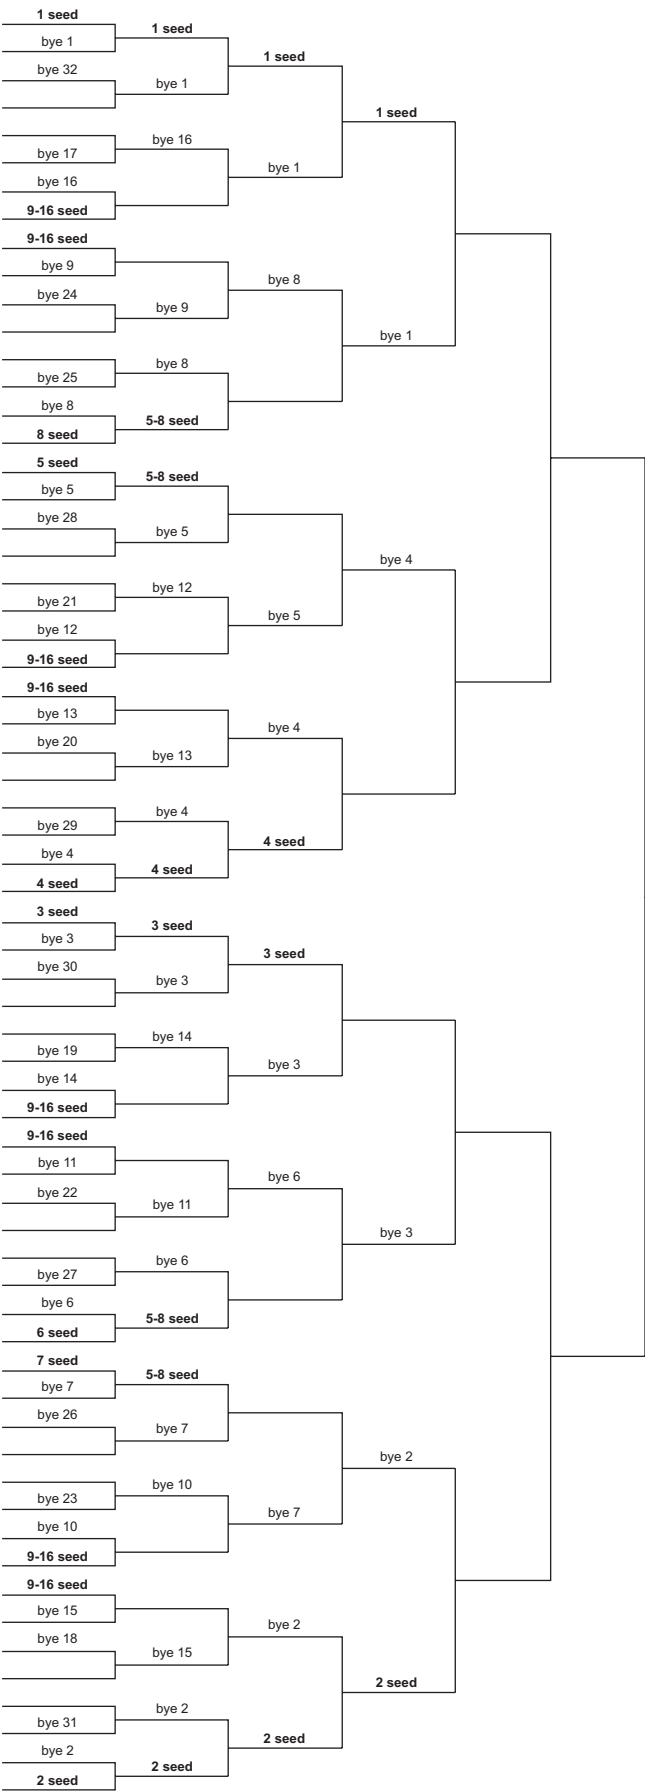 1 seed
1 seed
bye 1
1 seed
bye 32
bye 1
1 seed
bye 16
bye 17
bye 1
bye 16
9-16 seed
9-16 seed
bye 9
bye 8
bye 24
bye 9
bye 1
bye 8
bye 25
bye 8
5-8 seed
8 seed
5 seed
5-8 seed
bye 5
bye 28
bye 5
bye 4
bye 12
bye 21
bye 5
bye 12
9-16 seed
9-16 seed
bye 13
bye 4
bye 20
bye 13
bye 4
bye 29
4 seed
bye 4
4 seed
4 seed
3 seed
3 seed
bye 3
3 seed
bye 30
bye 3
bye 14
bye 19
bye 3
bye 14
9-16 seed
9-16 seed
bye 11
bye 6
bye 22
bye 11
bye 3
bye 6
bye 27
bye 6
5-8 seed
6 seed
7 seed
5-8 seed
bye 7
bye 26
bye 7
bye 2
bye 10
bye 23
bye 7
bye 10
9-16 seed
9-16 seed
bye 15
bye 2
bye 18
bye 15
2 seed
bye 2
bye 31
2 seed
bye 2
2 seed
2 seed